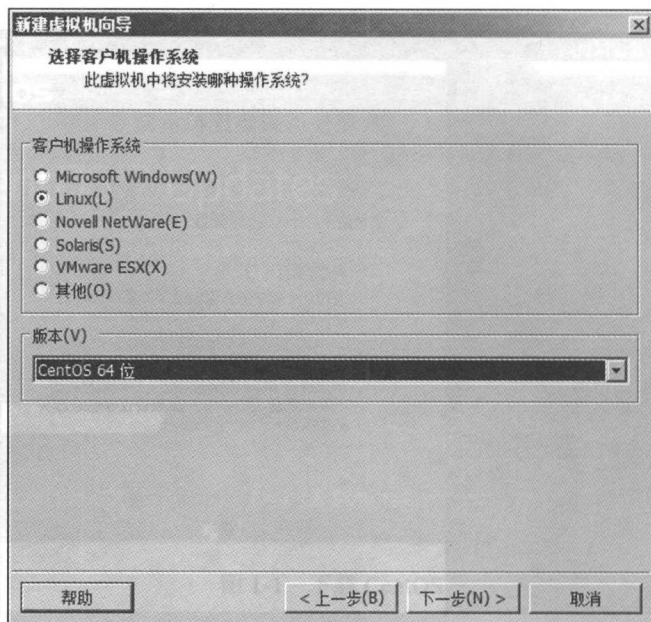 新建虚拟机向导
选择客户机操作系统
此虚拟机中将安装哪种操作系统?
客户机操作系统
Microsoft Windows(W)
Linux(L)
Novell NetWare(E)
Solaris(S)
VMware ESX(X)
其他(O)
版本(V)
CentOS 64 位
帮助
< 上一步(B)
下一步(N) >
取消